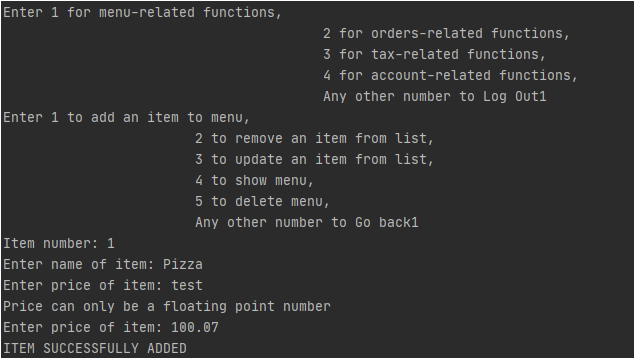 Enter 1 for menu-related functions,
2 for orders-related functions,
3 for tax-related functions,
4 for account-related functions,
Any other number to Log Out1
Enter 1 to add an item to menu,
2 to remove an item from list,
3 to update an item from list,
4 to show menu,
5 to delete menu,
Any other number to Go back1
Item number: 1
Enter name of item: Pizza
Enter price of item: test
Price can only be a floating point number
Enter price of item: 100.07
ITEM SUCCESSFULLY ADDED